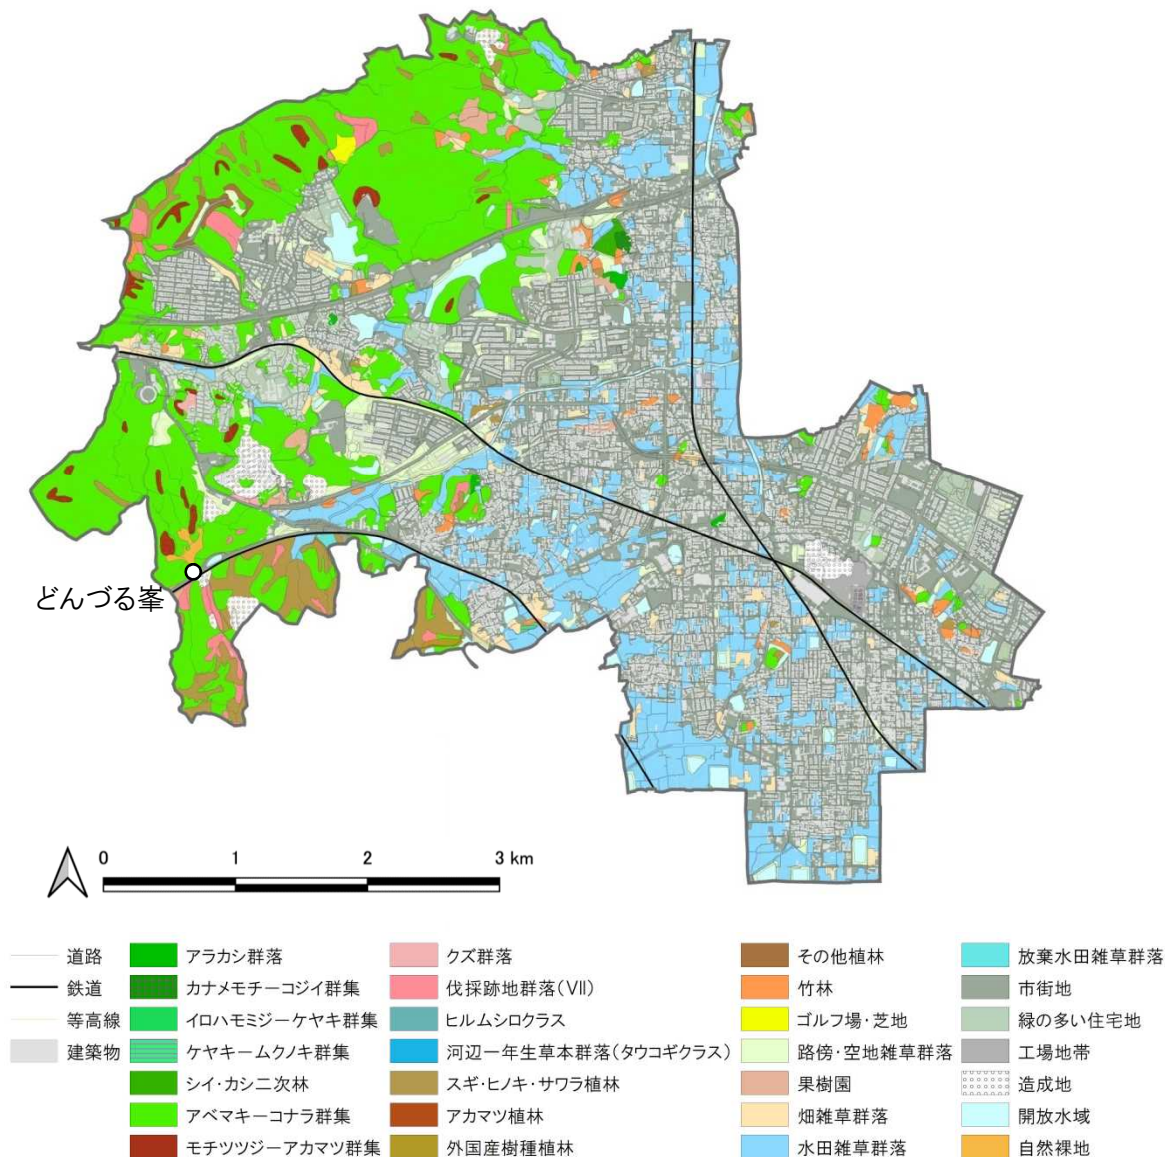 どんづる峯
0 1 2 3 km
道路
鉄道
等高線
建築物
アラカシ群落
カナメモチーコジイ群集
イロハモミジーケヤキ群集
ケヤキームクノキ群集
シイ・カシ二次林
アベマキーコナラ群集
モチツツジーアカマツ群集
クズ群落
伐採跡地群落(VII)
ヒルムシロクラス
河辺一年生草本群落(タウコギクラス)
スギ・ヒノキ・サワラ植林
アカマツ植林
外国産樹種植林
その他植林
竹林
ゴルフ場・芝地
路傍・空地雑草群落
果樹園
畑雑草群落
水田雑草群落
放棄水田雑草群落
市街地
緑の多い住宅地
工場地帯
造成地
開放水域
自然裸地